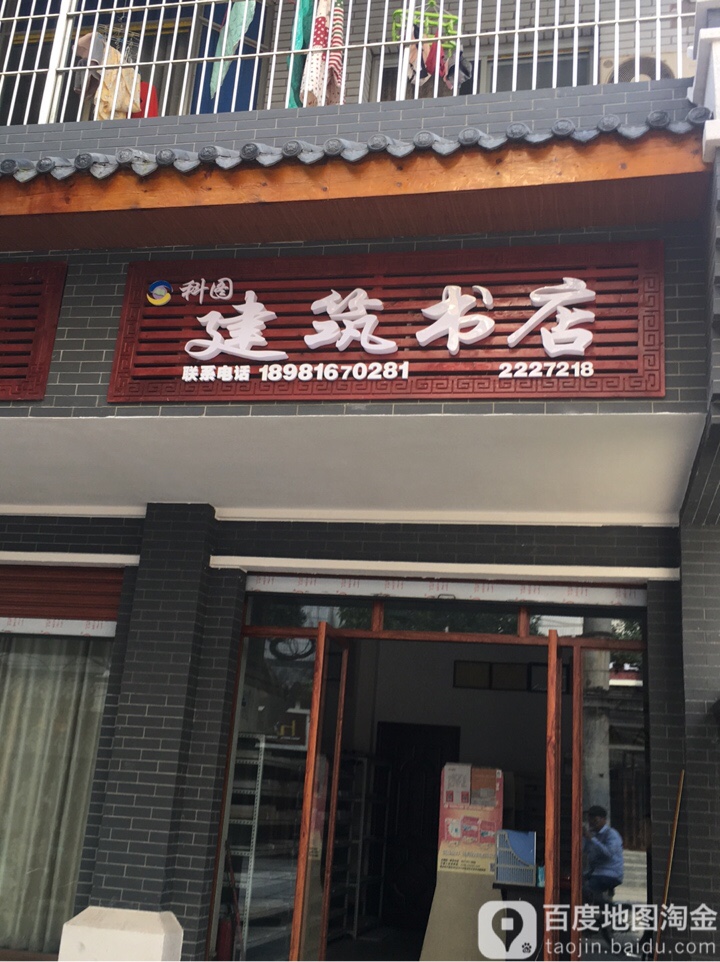 科图
建筑书店
联系电话 18981670281 2227218
百度地图淘金
taojin.baidu.com